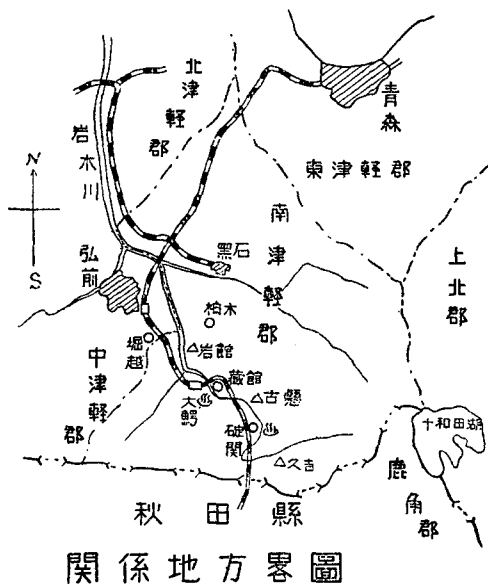 北津軽郡
青森
岩木川
東津軽郡
N
S
南津軽郡
黒石
弘前
上北郡
柏木
堀越
岩館
蔵館
中津軽郡
大鰐
古懸
碇関
十和田湖
久吉
鹿角郡
秋田縣
関係地方畧圖